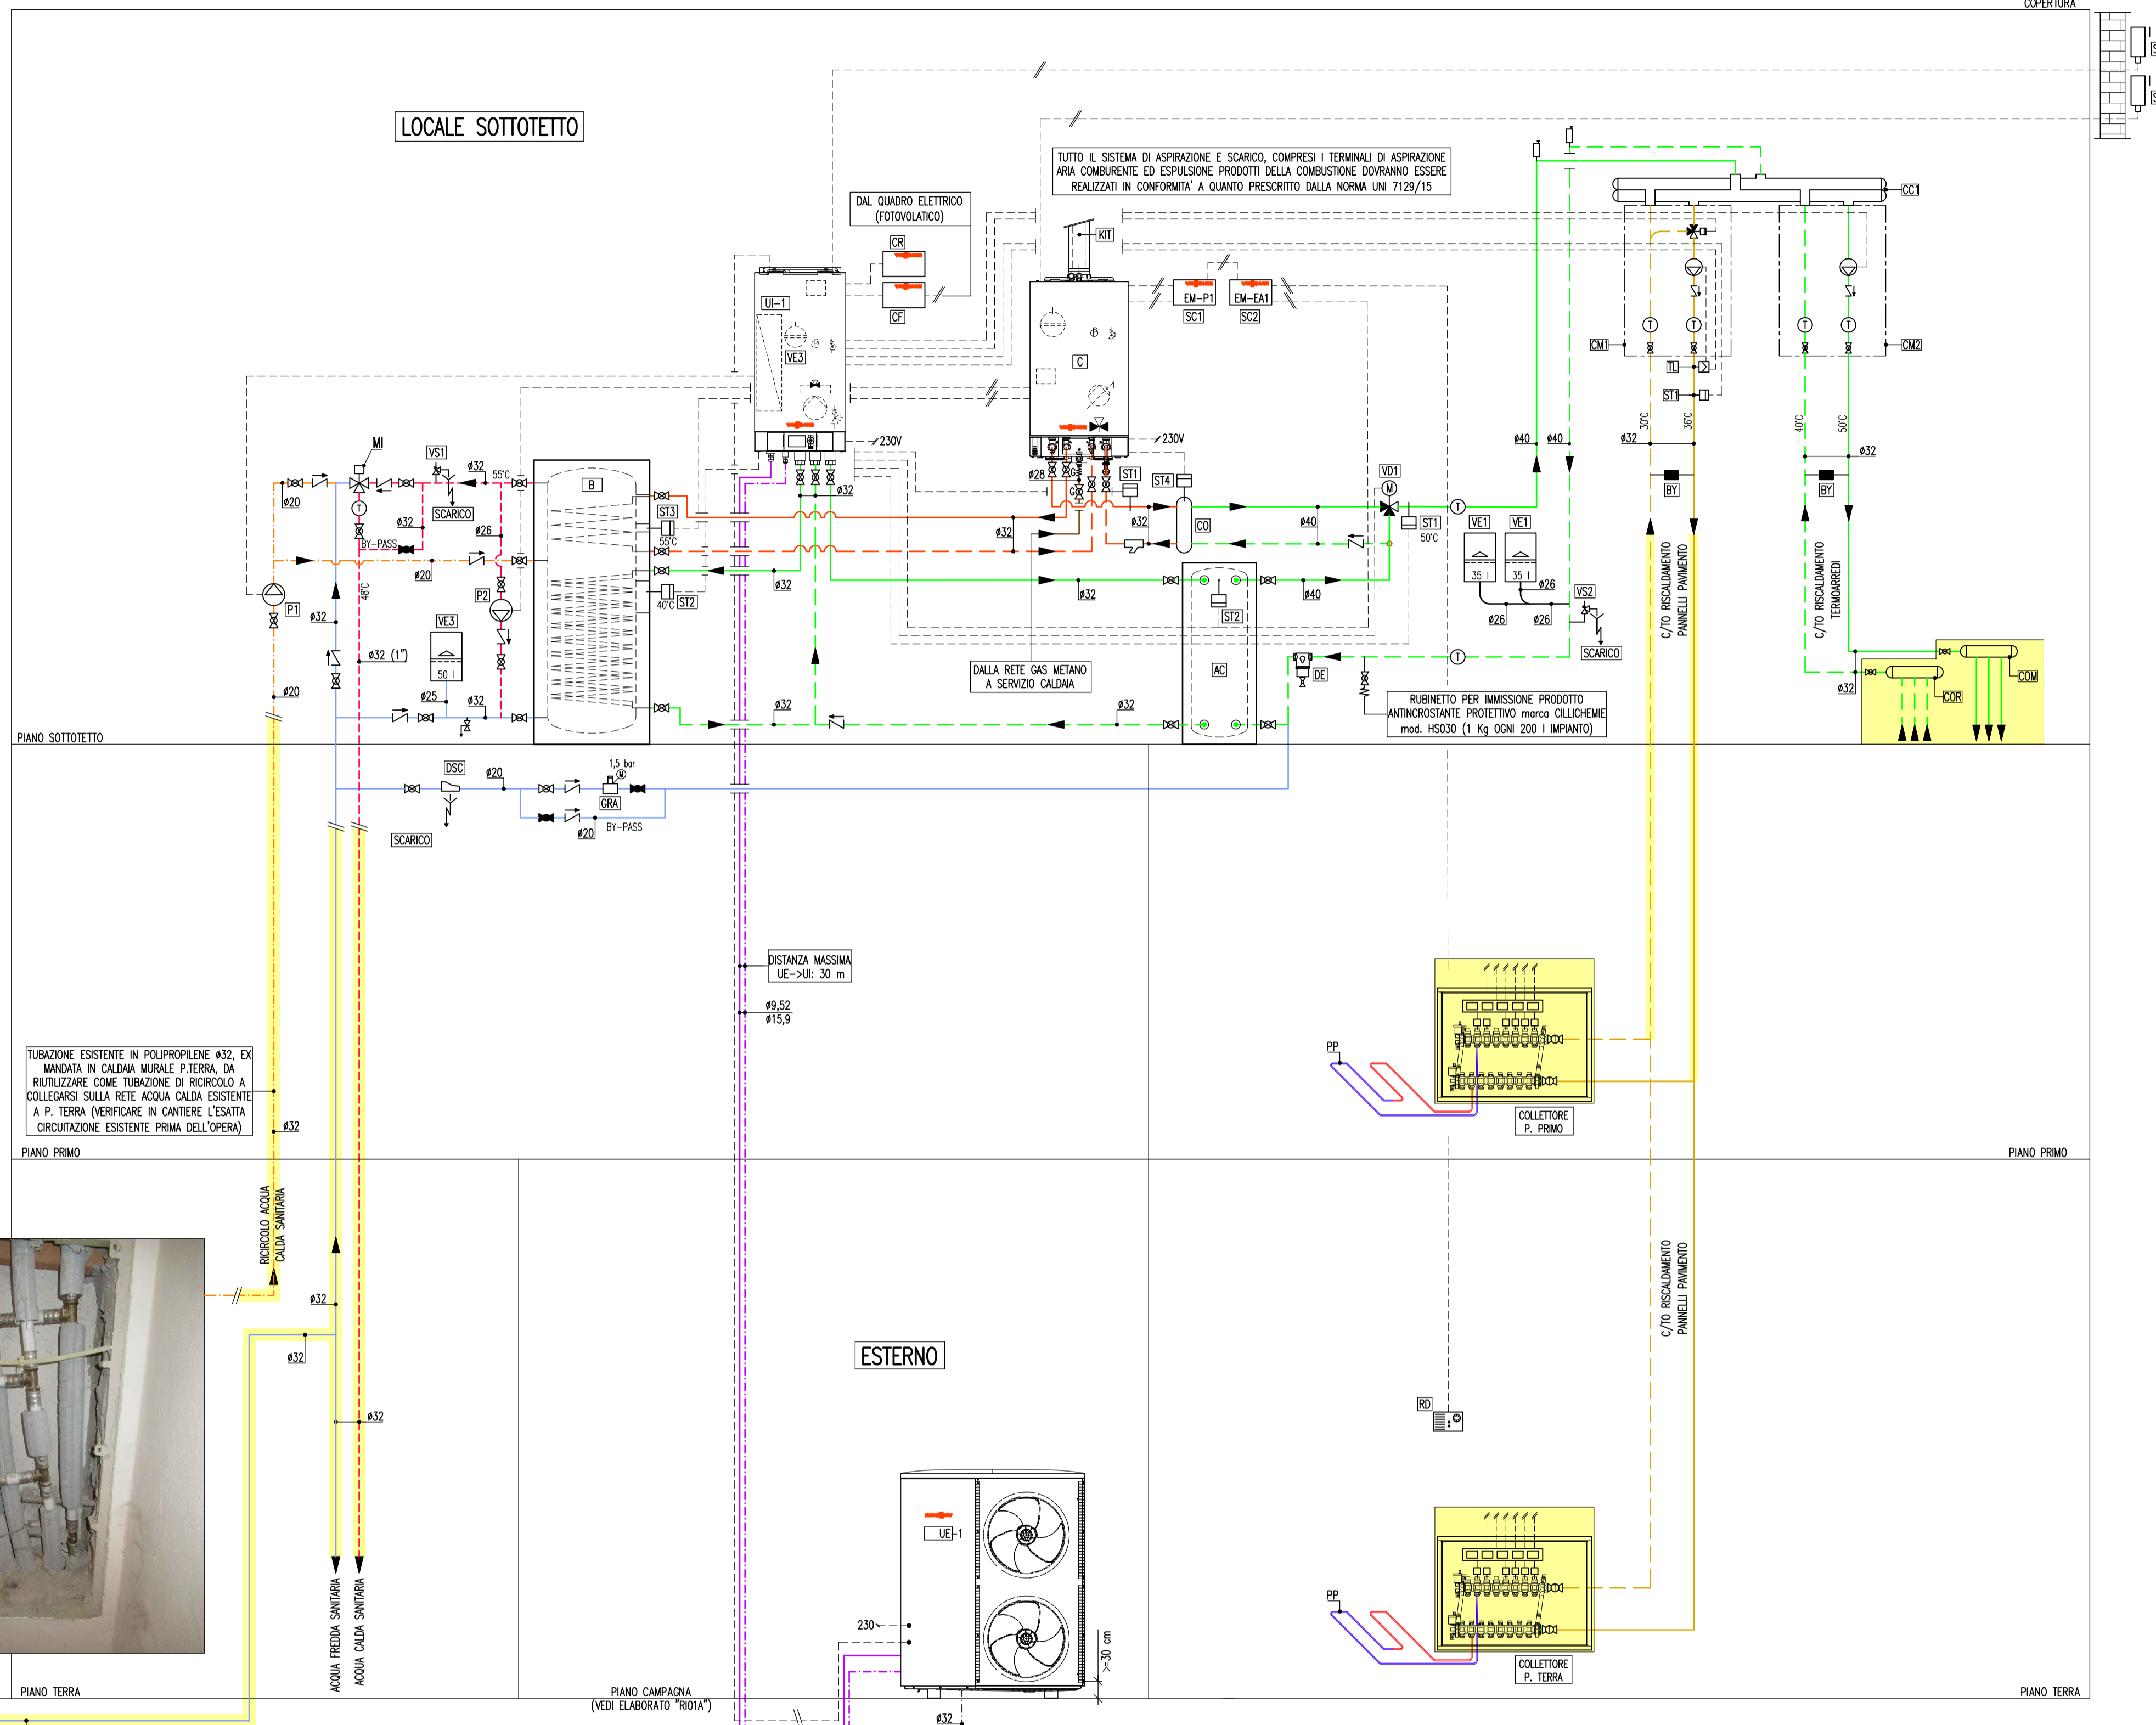 COPERTURA
LOCALE SOTTOTETTO
TUTTO IL SISTEMA DI ASPIRAZIONE E SCARICO, COMPRESI I TERMINALI DI ASPIRAZIONE
ARIA COMBURENTE ED ESPULSIONE PRODOTTI DELLA COMBUSTIONE DOVRANNO ESSERE
REALIZZATI IN CONFORMITA' A QUANTO PRESCRITTO DALLA NORMA UNI 7129/15
DAL QUADRO ELETTRICO
(FOTOVOLATICO)
CR
CF
UI-1
VE3
KIT
C
EM-P1
SC1
EM-EA1
SC2
CC1
CM1
CM2
TL
ST1
30°C
36°C
40°C
50°C
ø32
ø32
BY
BY
230V
230V
MI
VS1
ø32
55°C
SCARICO
ø20
ø32
BY-PASS
ø26
ø20
48°C
P1
P2
ø32
ø32 (1")
VE3
50 l
ø25
ø32
ø20
B
ST3
55°C
40°C
ST2
ø32
ø32
ø32
ø28
G
G
ST1
ST4
ø32
CO
ø40
VD1
M
ST1
50°C
T
ø40
ø40
VE1
VE1
35 l
35 l
ø26
ø26
ø26
VS2
SCARICO
ø32
ø32
ø40
ST2
AC
DE
T
DALLA RETE GAS METANO
A SERVIZIO CALDAIA
RUBINETTO PER IMMISSIONE PRODOTTO
ANTINCROSTANTE PROTETTIVO marca CILLICHEMIE
mod. HS030 (1 Kg OGNI 200 l IMPIANTO)
ø32
ø32
C/TO RISCALDAMENTO
PANNELLI PAVIMENTO
C/TO RISCALDAMENTO
TERMOARREDI
ø32
COR
COM
PIANO SOTTOTETTO
DSC
ø20
1,5 bar
M
GRA
ø20
BY-PASS
SCARICO
DISTANZA MASSIMA
UE->UI: 30 m
ø9,52
ø15,9
TUBAZIONE ESISTENTE IN POLIPROPILENE ø32, EX
MANDATA IN CALDAIA MURALE P.TERRA, DA
RIUTILIZZARE COME TUBAZIONE DI RICIRCOLO A
COLLEGARSI SULLA RETE ACQUA CALDA ESISTENTE
A P. TERRA (VERIFICARE IN CANTIERE L'ESATTA
CIRCUITAZIONE ESISTENTE PRIMA DELL'OPERA)
ø32
PP
COLLETTORE
P. PRIMO
PIANO PRIMO
PIANO PRIMO
RICIRCOLO ACQUA
CALDA SANITARIA
ø32
ø32
ø32
ACQUA FREDDA SANITARIA
ACQUA CALDA SANITARIA
ESTERNO
UE-1
230
>=30 cm
ø32
C/TO RISCALDAMENTO
PANNELLI PAVIMENTO
RD
PP
COLLETTORE
P. TERRA
PIANO TERRA
PIANO CAMPAGNA
(VEDI ELABORATO "RI01A")
PIANO TERRA